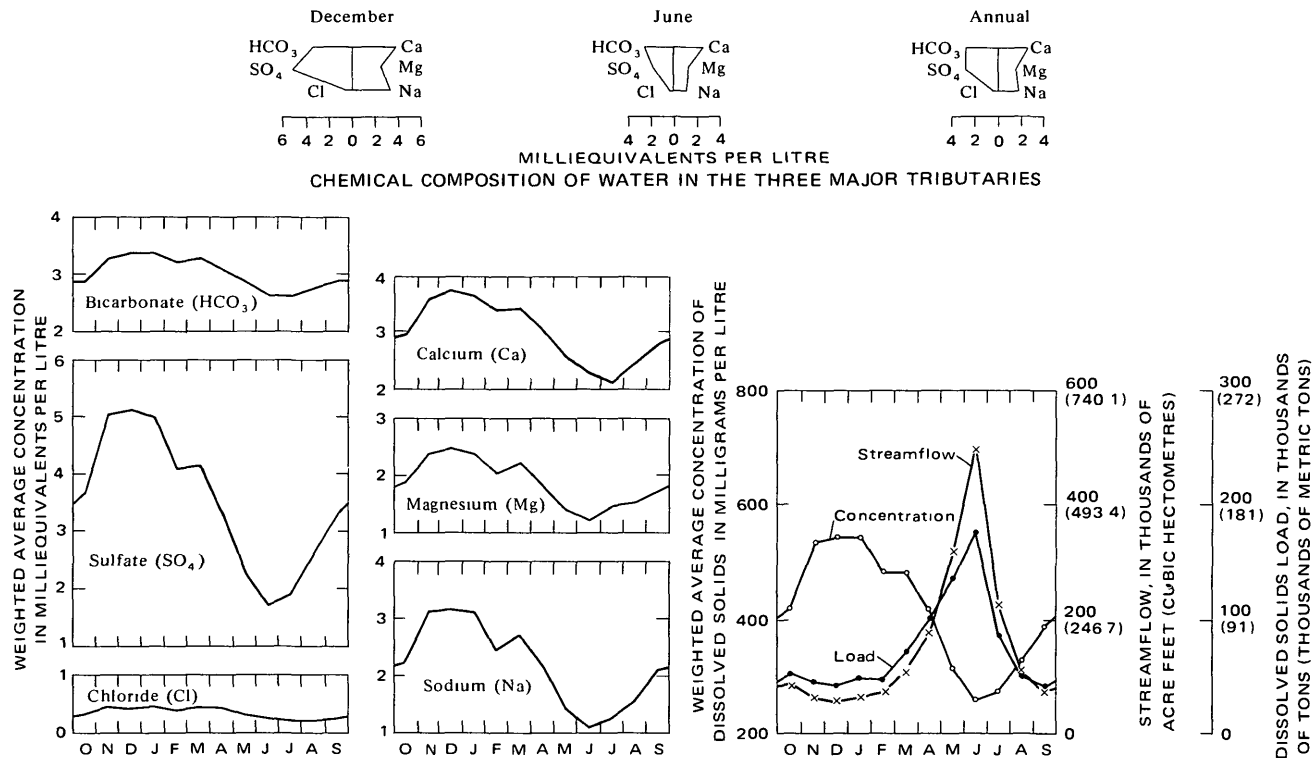 December
HCO3 Ca
SO4 Mg
Cl Na
6 4 2 0 2 4 6
June
HCO3 Ca
SO4 Mg
Cl Na
4 2 0 2 4
Annual
HCO3 Ca
SO4 Mg
Cl Na
4 2 0 2 4
MILLIEQUIVALENTS PER LITRE
CHEMICAL COMPOSITION OF WATER IN THE THREE MAJOR TRIBUTARIES
WEIGHTED AVERAGE CONCENTRATION
IN MILLIEQUIVALENTS PER LITRE
4
3
2
Bicarbonate (HCO3)
6
5
4
3
2
1
Sulfate (SO4)
1
0
Chloride (Cl)
O N D J F M A M J J A S
4
3
2
Calcium (Ca)
3
2
1
Magnesium (Mg)
4
3
2
1
Sodium (Na)
O N D J F M A M J J A S
WEIGHTED AVERAGE CONCENTRATION OF
DISSOLVED SOLIDS IN MILLIGRAMS PER LITRE
800
600
400
200
Streamflow
Concentration
Load
O N D J F M A M J J A S
600
(740 1)
400
(493 4)
200
(246 7)
0
STREAMFLOW, IN THOUSANDS OF
ACRE FEET (CUBIC HECTOMETRES)
300
(272)
200
(181)
100
(91)
0
DISSOLVED SOLIDS LOAD, IN THOUSANDS
OF TONS (THOUSANDS OF METRIC TONS)